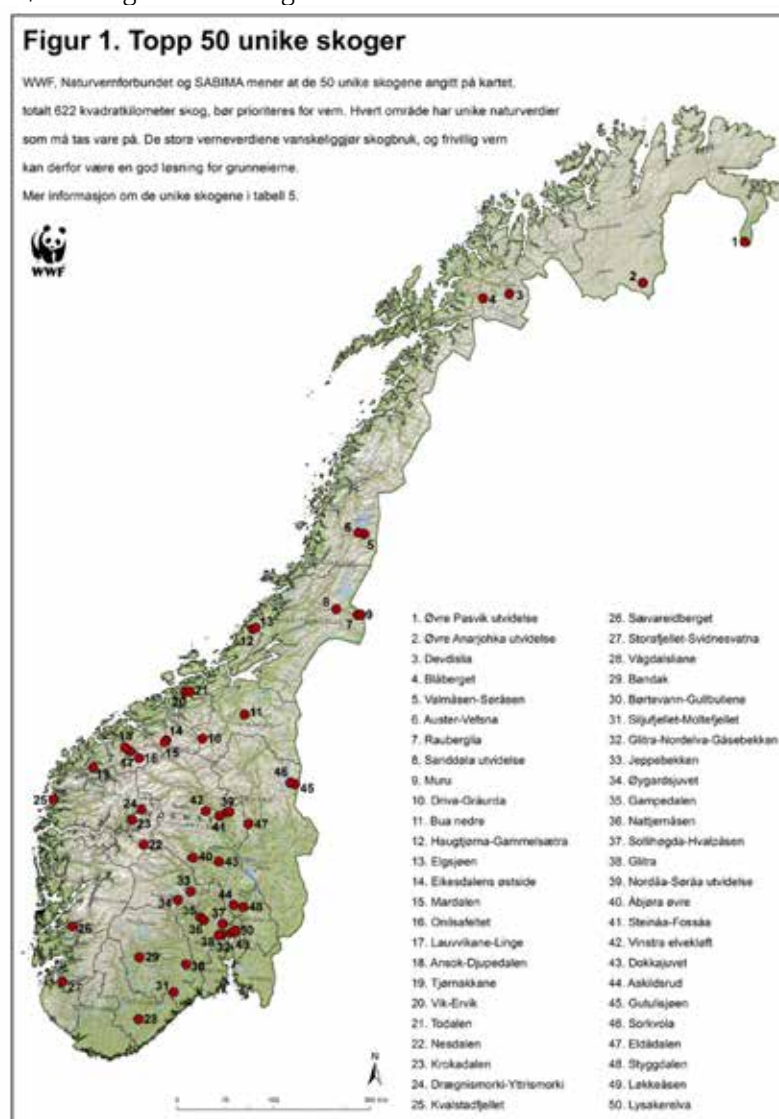 Figur 1. Topp 50 unike skoger
WWF, Naturvernforbundet og SABIMA mener at de 50 unike skogene angitt på kartet,
totalt 622 kvadratkilometer skog, bør prioriteres for vern. Hvert område har unike naturverdier
som må tas vare på. De store verneverdiene vanskeliggjør skogbruk, og frivillig vern
kan derfor være en god løsning for grunneierne.
Mer informasjon om de unike skogene i tabell 5.
WWF
1. Øvre Pasvik utvidelse
2. Øvre Anarjohka utvidelse
3. Devdislia
4. Blåberget
5. Valmåsen-Søråsen
6. Auster-Vefsna
7. Rauberglia
8. Sanddøla utvidelse
9. Muru
10. Driva-Gråurda
11. Bua nedre
12. Haugtjørna-Gammelsætra
13. Elgsjøen
14. Eikesdalens østside
15. Mardalen
16. Onilsafeltet
17. Lauvvikane-Linge
18. Ansok-Djupedalen
19. Tjørnakkane
20. Vik-Ervik
21. Todalen
22. Nesdalen
23. Krokadalen
24. Drægnismorki-Yttrismorki
25. Kvalstadfjellet
26. Sævareidberget
27. Storafjellet-Svidnesvatna
28. Vågdalsliane
29. Bandak
30. Børtevann-Gullbuliene
31. Siljufjellet-Moltefjellet
32. Glitra-Nordelva-Gåsebekken
33. Jeppebekken
34. Øygardsjuvet
35. Gampedalen
36. Nattjernåsen
37. Sollihøgda-Hvalpåsen
38. Glitra
39. Nordåa-Søråa utvidelse
40. Åbjøra øvre
41. Steinåa-Fossåa
42. Vinstra elvekløft
43. Dokkajuvet
44. Askildsrud
45. Gutulisjøen
46. Sorkvola
47. Eldådalen
48. Styggdalen
49. Løkkeåsen
50. Lysakerelva
N